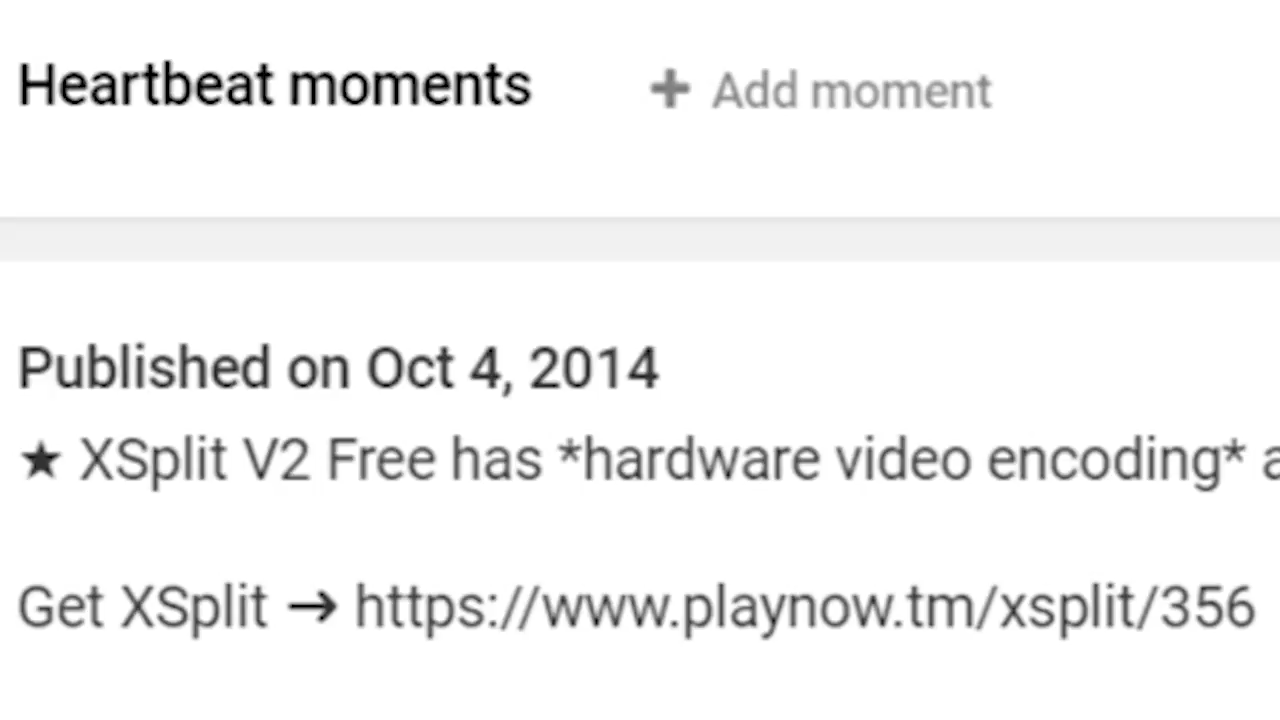 Heartbeat moments
+ Add moment
Published on Oct 4, 2014
★ XSplit V2 Free has *hardware video encoding*
Get XSplit → https://www.playnow.tm/xsplit/356